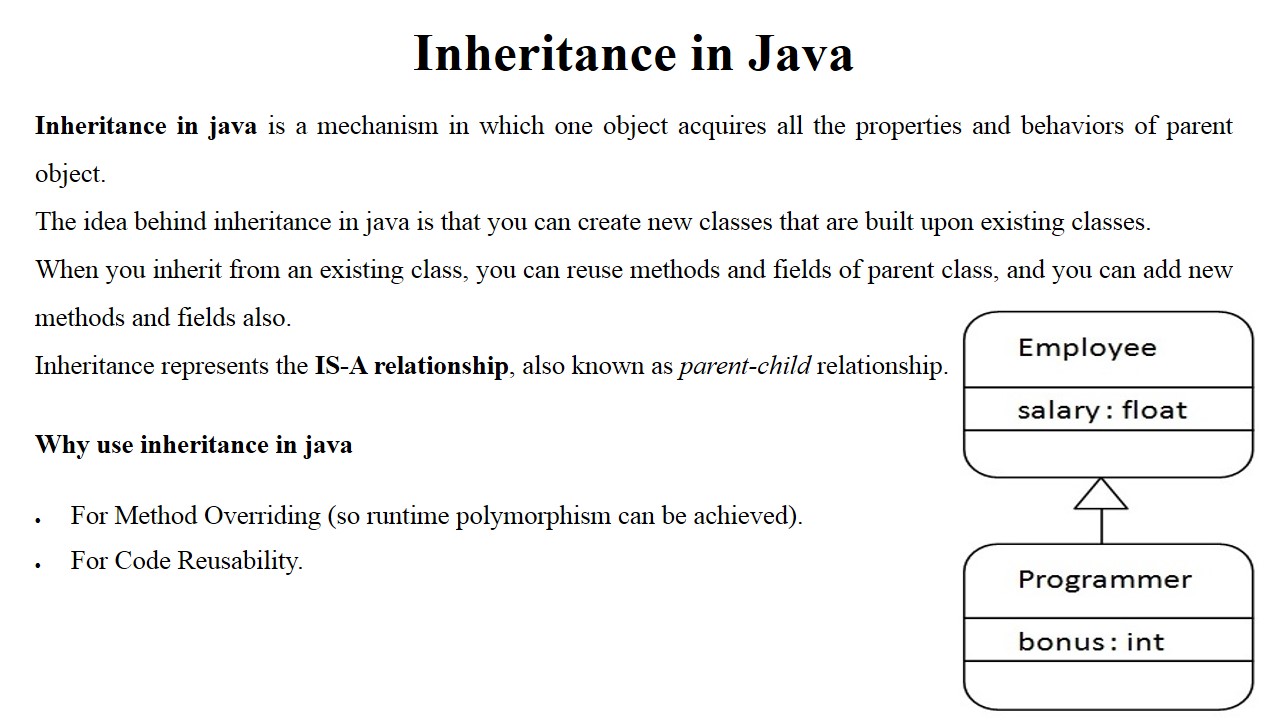 Inheritance in Java
Inheritance in java is a mechanism in which one object acquires all the properties and behaviors of parent
object.
The idea behind inheritance in java is that you can create new classes that are built upon existing classes.
When you inherit from an existing class, you can reuse methods and fields of parent class, and you can add new
methods and fields also.
Inheritance represents the IS-A relationship, also known as parent-child relationship.
Why use inheritance in java
• For Method Overriding (so runtime polymorphism can be achieved).
• For Code Reusability.
Employee
salary : float
Programmer
bonus : int